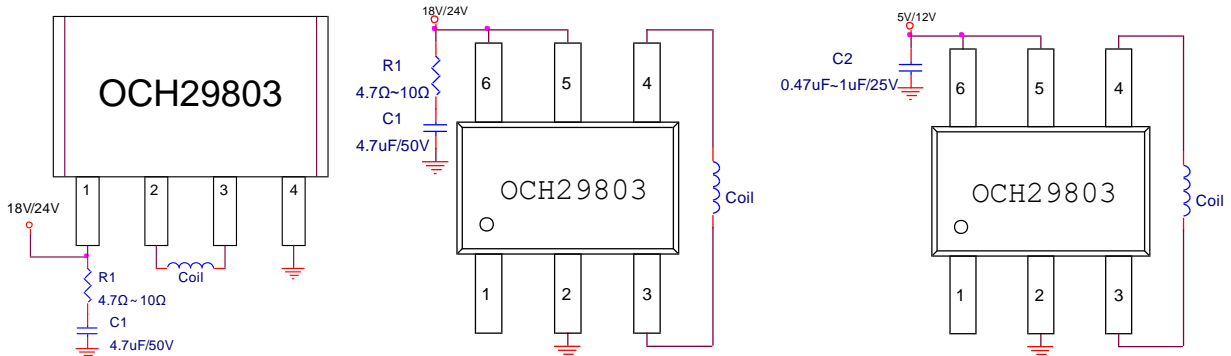 OCH29803
1
2
3
4
18V/24V
Coil
R1
4.7Ω~10Ω
C1
4.7uF/50V
18V/24V
R1
4.7Ω~10Ω
C1
4.7uF/50V
6
5
4
OCH29803
Coil
1
2
3
5V/12V
C2
0.47uF~1uF/25V
6
5
4
OCH29803
Coil
1
2
3